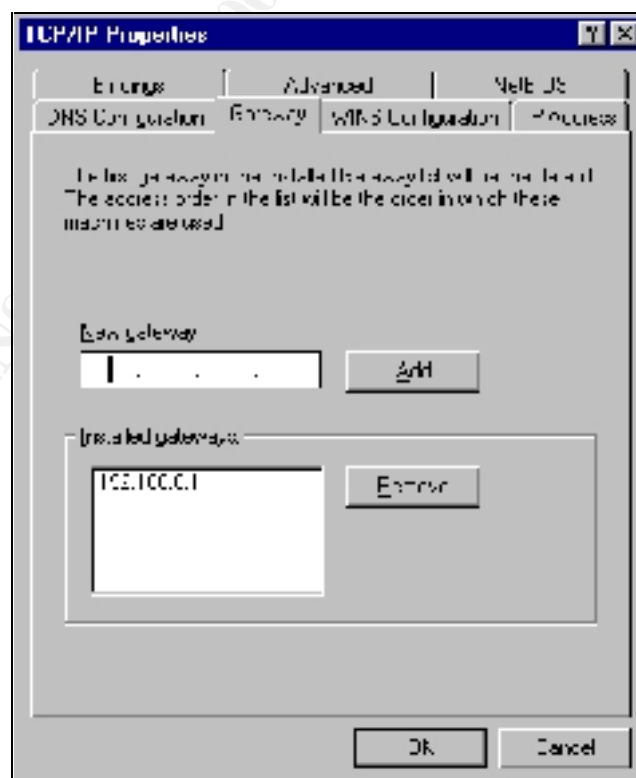 TCP/IP Properties
Bindings Advanced NetBIOS
DNS Configuration Gateway WINS Configuration IP Address
The first gateway in the Installed Gateway list will be the default.
The address order in the list will be the order in which these
machines are used.
New gateway:
. . .
Add
Installed gateways:
Remove
OK Cancel